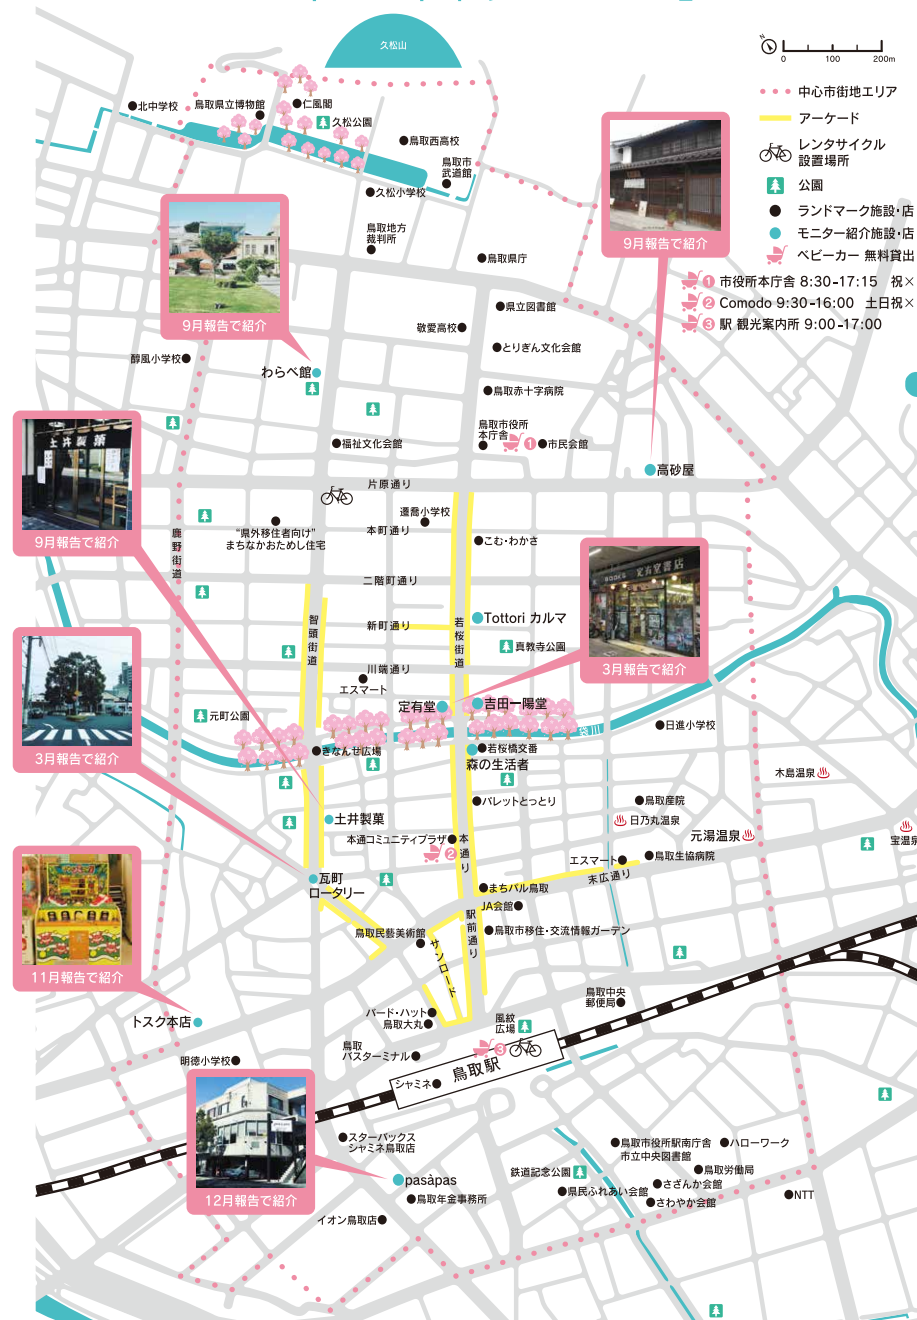 久松山
N
0 100 200m
中心市街地エリア
アーケード
レンタサイクル
設置場所
公園
ランドマーク施設・店
モニター紹介施設・店
ベビーカー 無料貸出
1 市役所本庁舎 8:30-17:15 祝×
2 Comodo 9:30-16:00 土日祝×
3 駅 観光案内所 9:00-17:00
北中学校
鳥取県立博物館
仁風閣
久松公園
鳥取西高校
鳥取市
武道館
久松小学校
鳥取地方
裁判所
鳥取県庁
9月報告で紹介
9月報告で紹介
県立図書館
敬愛高校
とりぎん文化会館
醇風小学校
わらべ館
鳥取赤十字病院
鳥取市役所
本庁舎
1
市民会館
福祉文化会館
高砂屋
片原通り
土井製菓
9月報告で紹介
鹿野街道
遷喬小学校
本町通り
“県外移住者向け”
まちなかおためし住宅
こむ・わかさ
二階町通り
智頭街道
若桜街道
新町通り
Tottori カルマ
真教寺公園
定有堂書店
3月報告で紹介
川端通り
エスマート
定有堂
吉田一陽堂
元町公園
袋川
日進小学校
きなんせ広場
若桜橋交番
森の生活者
3月報告で紹介
木島温泉
パレットとっとり
鳥取産院
日乃丸温泉
元湯温泉
宝温泉
土井製菓
本通コミュニティプラザ
2
本通り
エスマート
鳥取生協病院
末広通り
瓦町
ロータリー
まちパル鳥取
JA会館
駅前通り
鳥取民藝美術館
サンロード
鳥取市移住・交流情報ガーデン
11月報告で紹介
トスク本店
バード・ハット
鳥取大丸
鳥取中央
郵便局
風紋
広場
鳥取
バスターミナル
3
鳥取駅
シャミネ
明徳小学校
12月報告で紹介
スターバックス
シャミネ鳥取店
pasàpas
鳥取年金事務所
イオン鳥取店
鉄道記念公園
県民ふれあい会館
鳥取市役所駅南庁舎
市立中央図書館
ハローワーク
鳥取労働局
さざんか会館
さわやか会館
NTT